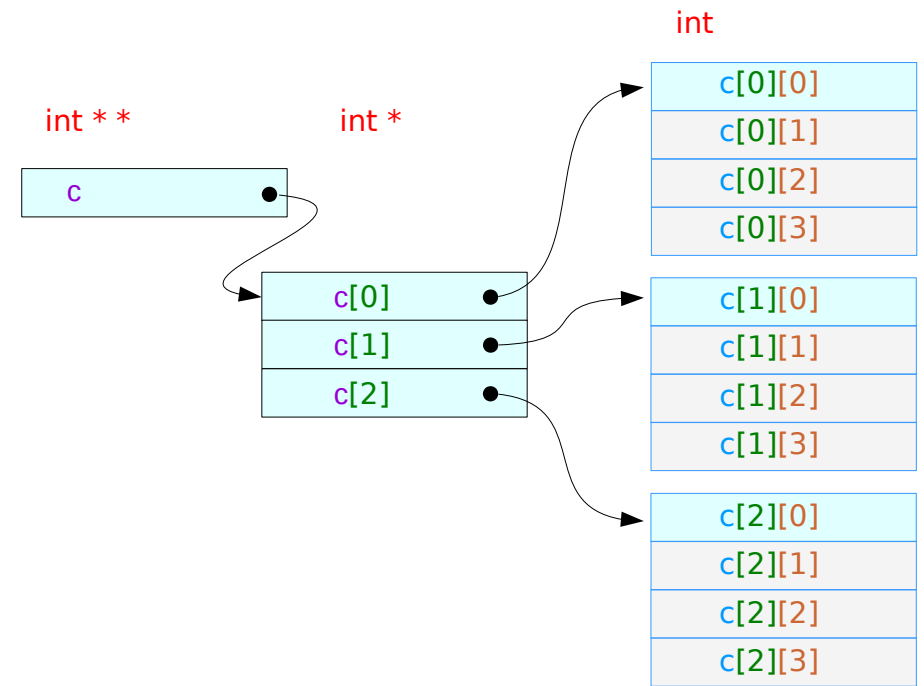 int
int * *
int *
c
c[0]
c[1]
c[2]
c[0][0]
c[0][1]
c[0][2]
c[0][3]
c[1][0]
c[1][1]
c[1][2]
c[1][3]
c[2][0]
c[2][1]
c[2][2]
c[2][3]